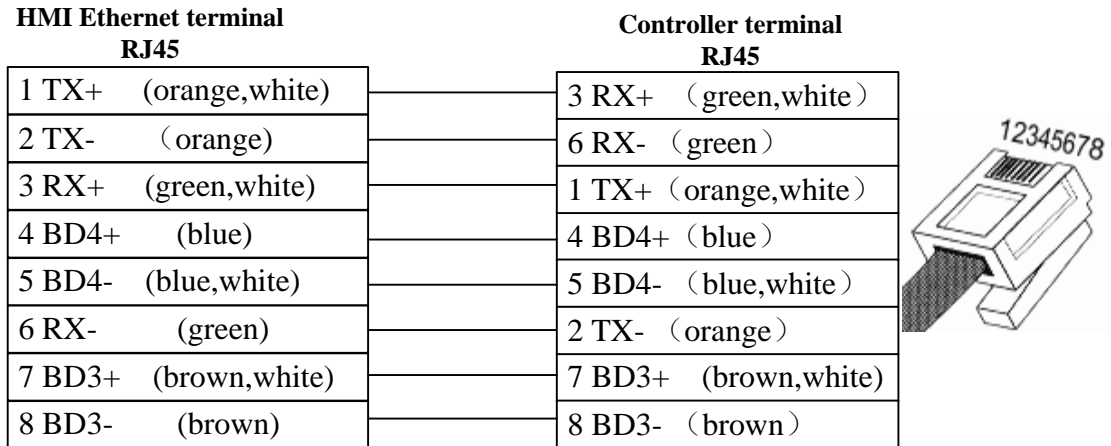 HMI Ethernet terminal
RJ45
1 TX+ (orange,white)
2 TX- （orange)
3 RX+ (green,white)
4 BD4+ (blue)
5 BD4- (blue,white)
6 RX- (green)
7 BD3+ (brown,white)
8 BD3- (brown)
Controller terminal
RJ45
3 RX+ （green,white）
6 RX- （green）
1 TX+ （orange,white）
4 BD4+ （blue）
5 BD4- （blue,white）
2 TX- （orange）
7 BD3+ (brown,white)
8 BD3- （brown）
12345678